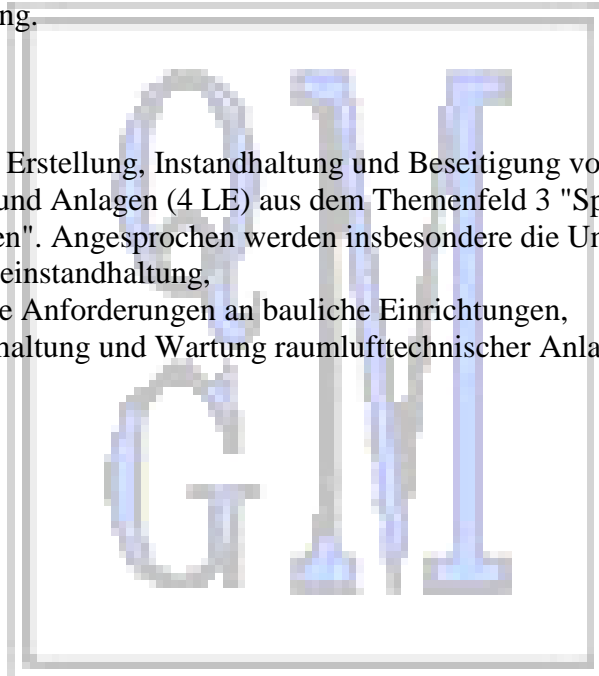 ng.
Erstellung, Instandhaltung und Beseitigung vo
und Anlagen (4 LE) aus dem Themenfeld 3 "Sp
en". Angesprochen werden insbesondere die Un
einstandhaltung,
e Anforderungen an bauliche Einrichtungen,
haltung und Wartung raumlufttechnischer Anla
Q M
G